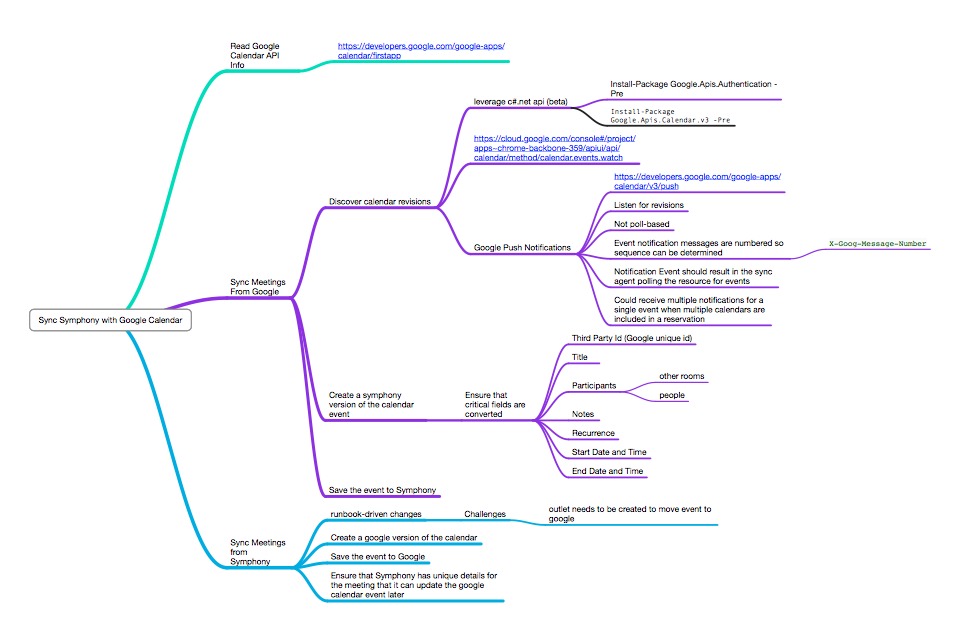 Read Google
Calendar API
Info
https://developers.google.com/google-apps/
calendar/firstapp
Sync Symphony with Google Calendar
Sync Meetings
From Google
Discover calendar revisions
leverage c#.net api (beta)
Install-Package Google.Apis.Authentication -
Pre
Install-Package
Google.Apis.Calendar.v3 -Pre
https://cloud.google.com/console#/project/
apps~chrome-backbone-359/apiui/api/
calendar/method/calendar.events.watch
Google Push Notifications
https://developers.google.com/google-apps/
calendar/v3/push
Listen for revisions
Not poll-based
Event notification messages are numbered so
sequence can be determined
X-Goog-Message-Number
Notification Event should result in the sync
agent polling the resource for events
Could receive multiple notifications for a
single event when multiple calendars are
included in a reservation
Create a symphony
version of the calendar
event
Ensure that
critical fields are
converted
Third Party Id (Google unique id)
Title
Participants
other rooms
people
Notes
Recurrence
Start Date and Time
End Date and Time
Save the event to Symphony
Sync Meetings
from
Symphony
runbook-driven changes
Challenges
outlet needs to be created to move event to
google
Create a google version of the calendar
Save the event to Google
Ensure that Symphony has unique details for
the meeting that it can update the google
calendar event later